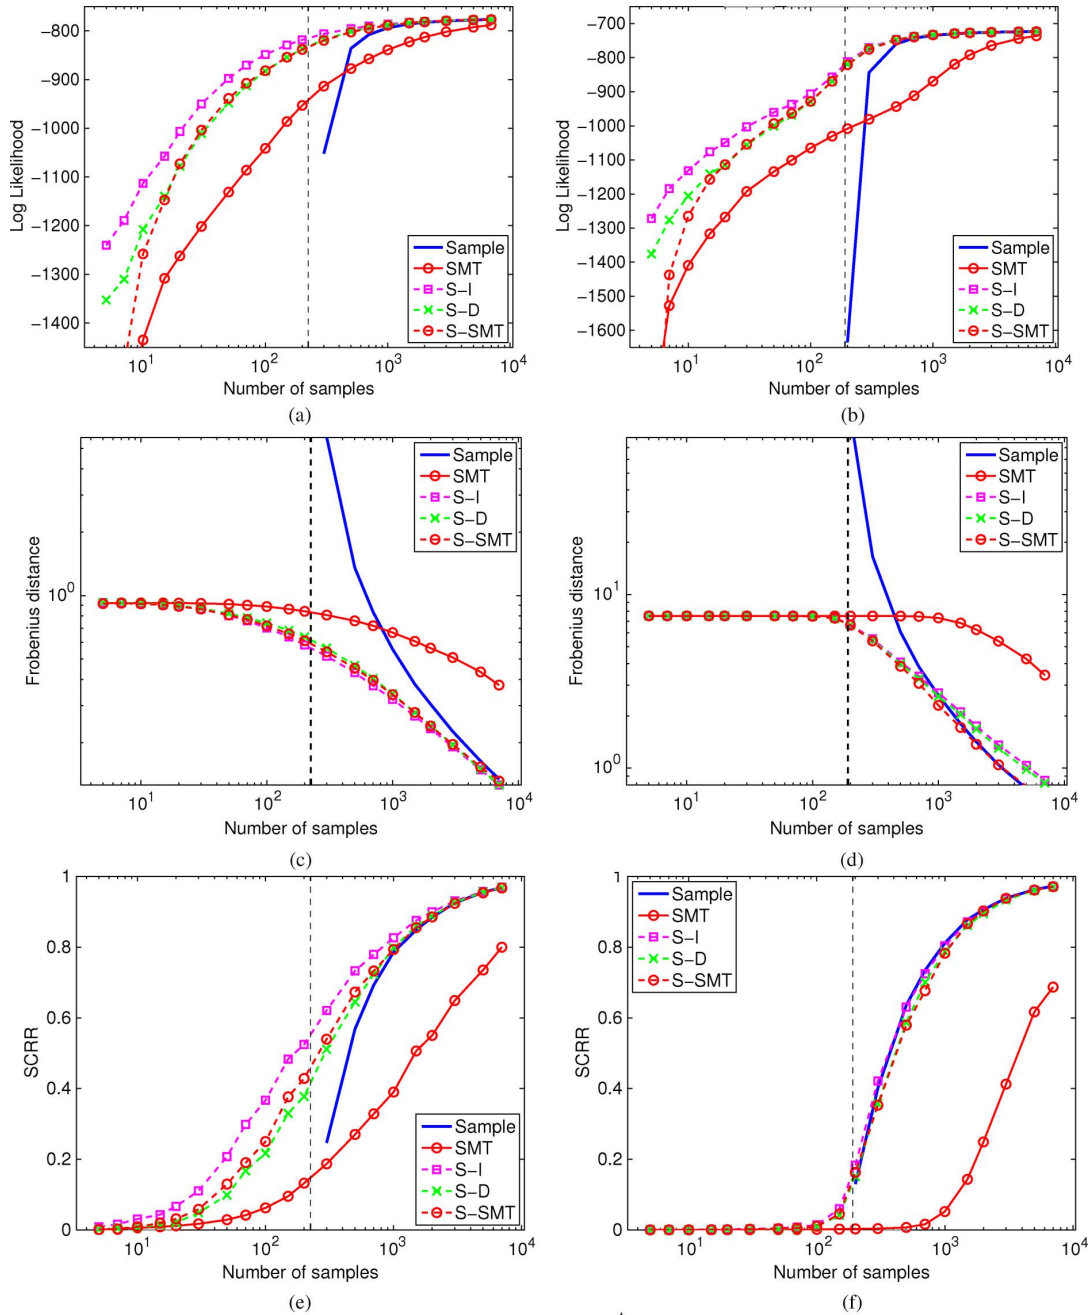 −800
−900
−1000
−1100
−1200
−1300
−1400
Log Likelihood
Sample
SMT
S−I
S−D
S−SMT
10^1
10^2
10^3
10^4
Number of samples
(a)
−700
−800
−900
−1000
−1100
−1200
−1300
−1400
−1500
−1600
Log Likelihood
Sample
SMT
S−I
S−D
S−SMT
10^1
10^2
10^3
10^4
Number of samples
(b)
10^0
Frobenius distance
Sample
SMT
S−I
S−D
S−SMT
10^1
10^2
10^3
10^4
Number of samples
(c)
10^1
10^0
Frobenius distance
Sample
SMT
S−I
S−D
S−SMT
10^1
10^2
10^3
10^4
Number of samples
(d)
1
0.8
0.6
0.4
0.2
0
SCRR
Sample
SMT
S−I
S−D
S−SMT
10^1
10^2
10^3
10^4
Number of samples
(e)
1
0.8
0.6
0.4
0.2
0
SCRR
Sample
SMT
S−I
S−D
S−SMT
10^1
10^2
10^3
10^4
Number of samples
(f)